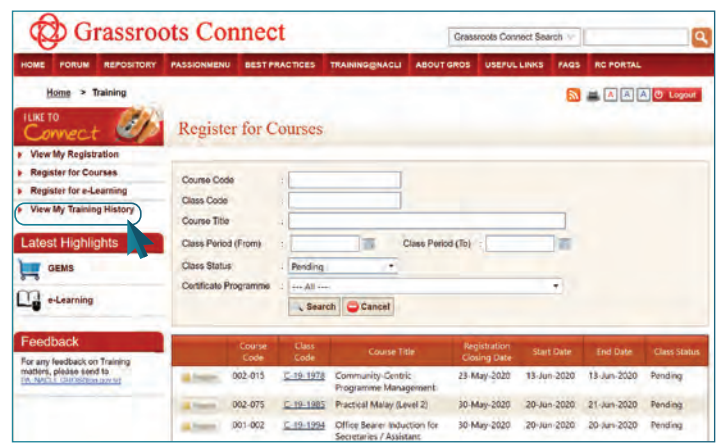 Grassroots Connect
Grassroots Connect Search
HOME FORUM REPOSITORY PASSIONMENU BEST PRACTICES TRAINING@NACLI ABOUT GROS USEFUL LINKS FAQS RC PORTAL
Home > Training
A A A Logout
I LIKE TO
Connect
Register for Courses
View My Registration
Register for Courses
Register for e-Learning
View My Training History
Latest Highlights
GEMS
e-Learning
Feedback
For any feedback on Training
matters, please send to
Course Code :
Class Code :
Course Title :
Class Period (From) : Class Period (To) :
Class Status : Pending
Certificate Programme : --- All ---
Search Cancel
Course Code Class Code Course Title Registration Closing Date Start Date End Date Class Status
002-015 C-19-1978 Community-Centric Programme Management 23-May-2020 13-Jun-2020 13-Jun-2020 Pending
002-075 C-19-1985 Practical Malay (Level 2) 30-May-2020 20-Jun-2020 21-Jun-2020 Pending
001-002 C-19-1994 Office Bearer Induction for Secretaries / Assistant 30-May-2020 20-Jun-2020 20-Jun-2020 Pending